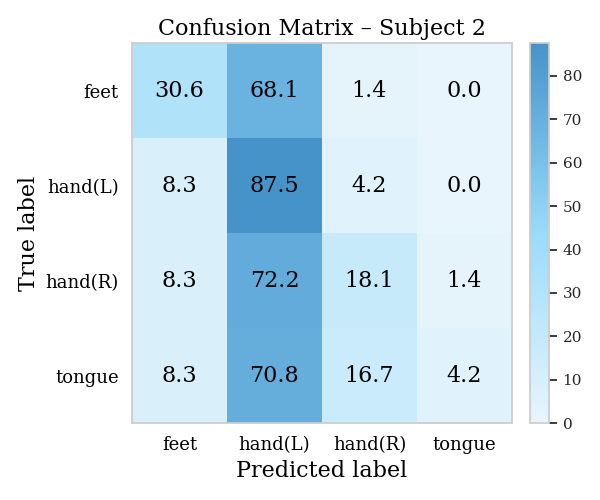 Confusion Matrix – Subject 2
feet 30.6 68.1 1.4 0.0
hand(L) 8.3 87.5 4.2 0.0
hand(R) 8.3 72.2 18.1 1.4
tongue 8.3 70.8 16.7 4.2
feet hand(L) hand(R) tongue
Predicted label
True label
80
70
60
50
40
30
20
10
0